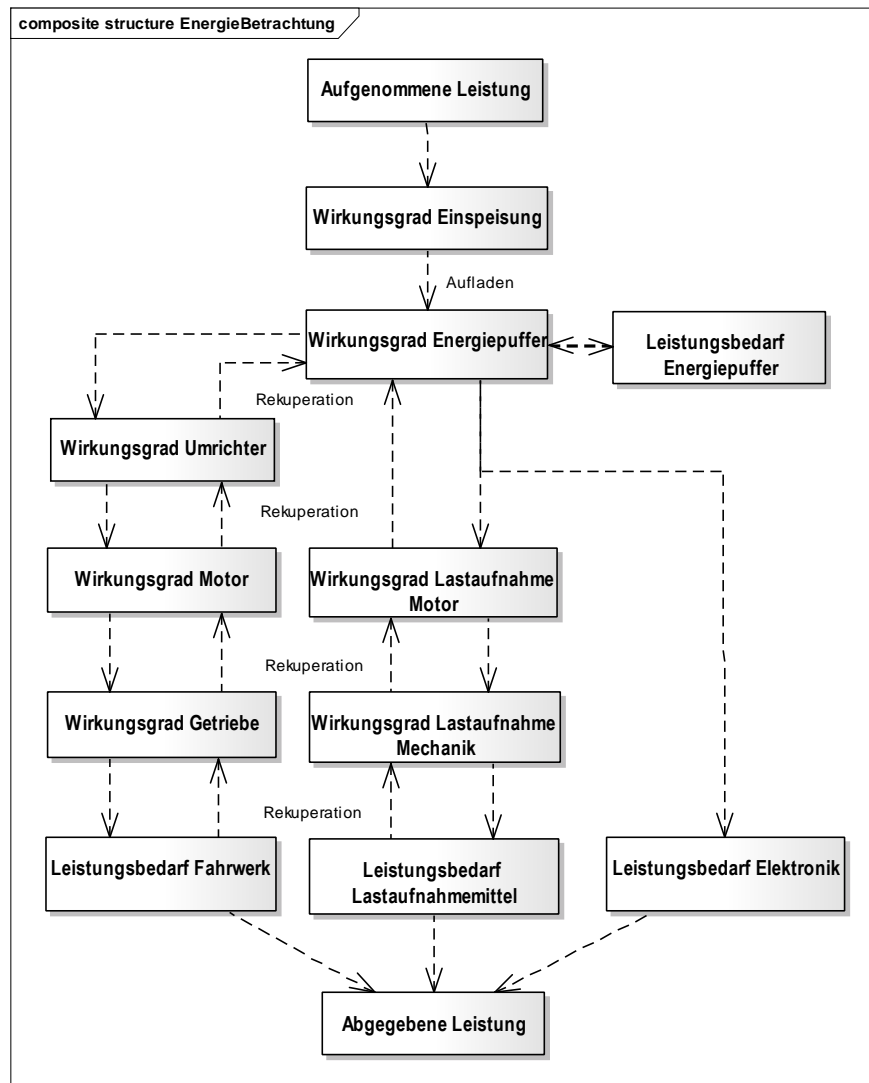 composite structure EnergieBetrachtung
Aufgenommene Leistung
Wirkungsgrad Einspeisung
Aufladen
Wirkungsgrad Energiepuffer
Leistungsbedarf
Energiepuffer
Rekuperation
Wirkungsgrad Umrichter
Rekuperation
Wirkungsgrad Motor
Wirkungsgrad Lastaufnahme
Motor
Rekuperation
Wirkungsgrad Getriebe
Wirkungsgrad Lastaufnahme
Mechanik
Rekuperation
Leistungsbedarf Fahrwerk
Leistungsbedarf
Lastaufnahmemittel
Leistungsbedarf Elektronik
Abgegebene Leistung